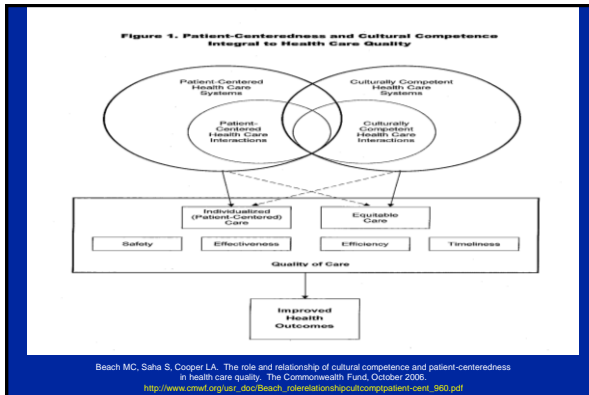 Figure 1. Patient-Centeredness and Cultural Competence
Integral to Health Care Quality
Patient-Centered
Health Care
Systems
Culturally Competent
Health Care
Systems
Patient-
Centered
Health Care
Interactions
Culturally
Competent
Health Care
Interactions
Individualized
(Patient-Centered)
Care
Equitable
Care
Safety
Effectiveness
Efficiency
Timeliness
Quality of Care
Improved
Health
Outcomes
Beach MC, Saha S, Cooper LA. The role and relationship of cultural competence and patient-centeredness
in health care quality. The Commonwealth Fund, October 2006.
http://www.cmwf.org/usr_doc/Beach_rolerelationshipcultcomptpatient-cent_960.pdf